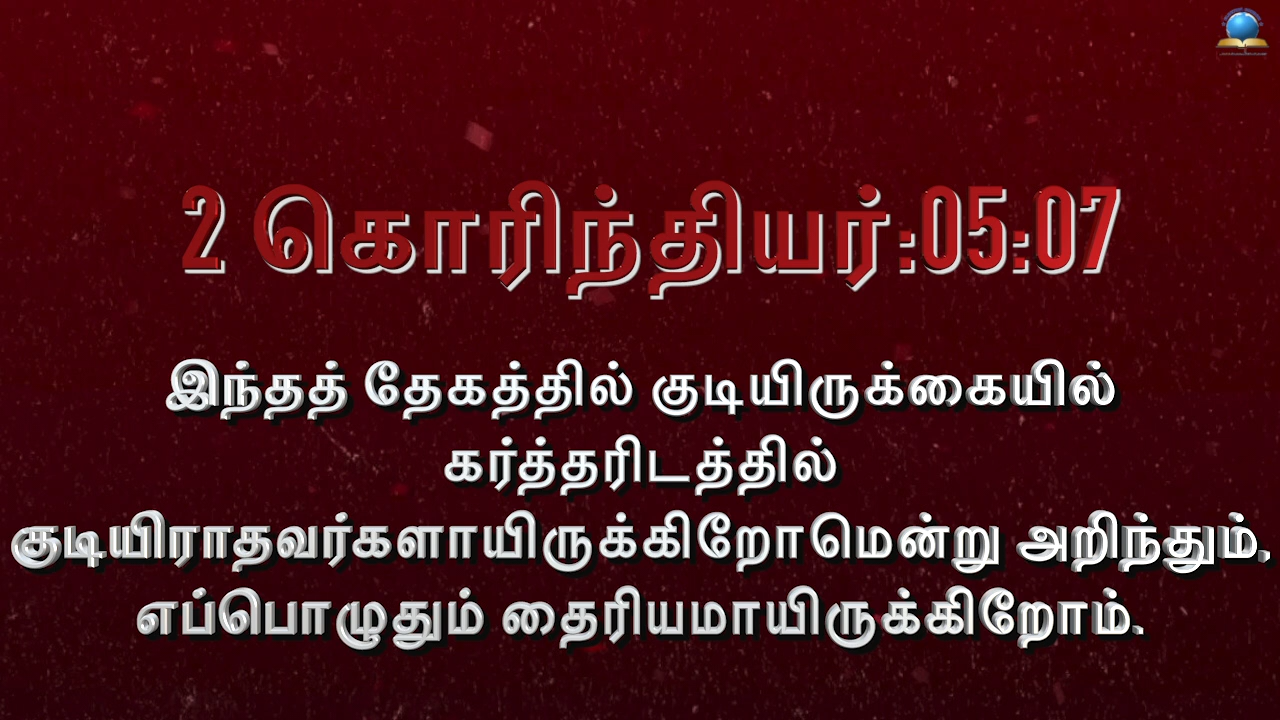 2 கொரிந்தியர்:05:07
இந்தத் தேகத்தில் குடியிருக்கையில்
கர்த்தரிடத்தில்
குடியிராதவர்களாயிருக்கிறோமென்று அறிந்தும்,
எப்பொழுதும் தைரியமாயிருக்கிறோம்.